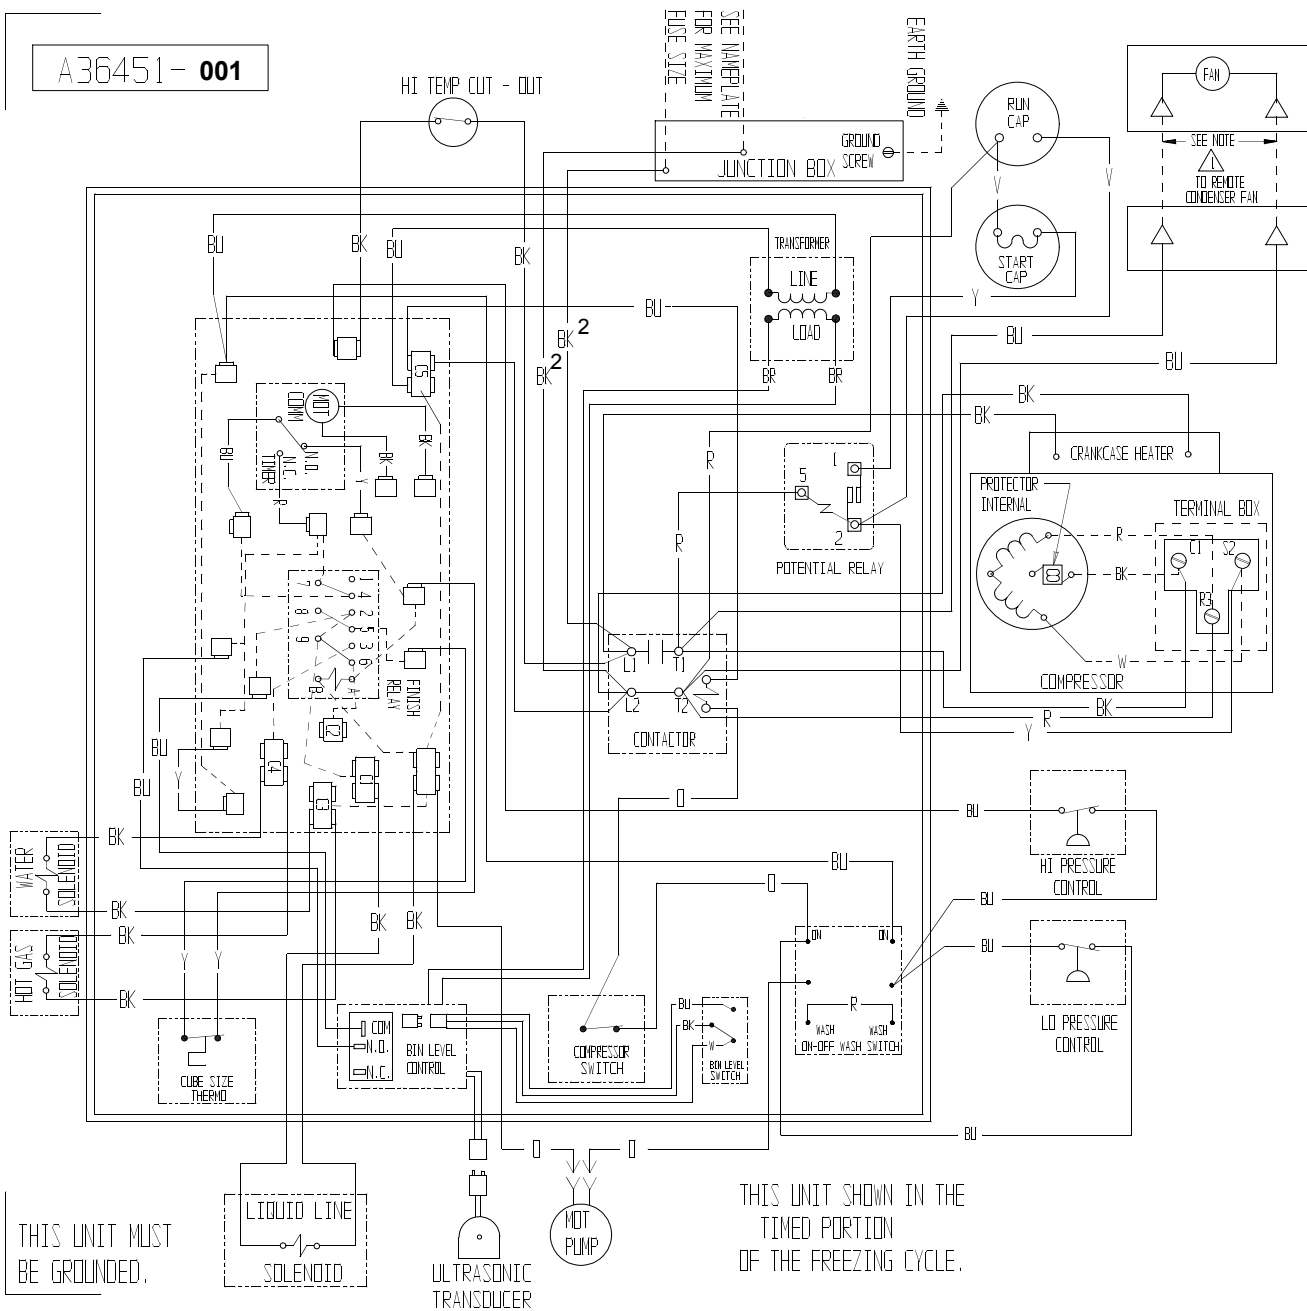 A36451- 001
HI TEMP CUT - OUT
SEE NAMEPLATE
FOR MAXIMUM
FUSE SIZE
EARTH GROUND
JUNCTION BOX
GROUND
SCREW
RUN
CAP
FAN
SEE NOTE
1
TO REMOTE
CONDENSER FAN
V
V
START
CAP
Y
BU
BK
BU
BK
TRANSFORMER
LINE
LOAD
BR
BR
BU
BK 2
BK 2
BU
BU
BK
BK
C5
MOT
COMM
N.O.
N.C.
TIMER
BU
BK
BK
R
Y
R
R
1
5
2
POTENTIAL RELAY
CRANKCASE HEATER
PROTECTOR
INTERNAL
TERMINAL BOX
C1
S2
R3
R
BK
W
COMPRESSOR
BK
R
Y
7
8
9
B
1
4
2
5
3
6
A
FINISH
RELAY
C2
C4
C3
C1
L1
T1
L2
T2
CONTACTOR
O
BU
BU
Y
BK
BK
BK
BK
WATER
SOLENOID
HOT GAS
SOLENOID
Y
Y
BK
BK
BU
HI PRESSURE
CONTROL
BU
BU
O
BU
LO PRESSURE
CONTROL
ON
ON
R
WASH
WASH
ON-OFF WASH SWITCH
CUBE SIZE
THERMO
COM
N.O.
N.C.
BIN LEVEL
CONTROL
COMPRESSOR
SWITCH
BU
BK
W
BIN LEVEL
SWITCH
BU
O
O
LIQUID LINE
SOLENOID
ULTRASONIC
TRANSDUCER
MOT
PUMP
THIS UNIT MUST
BE GROUNDED.
THIS UNIT SHOWN IN THE
TIMED PORTION
OF THE FREEZING CYCLE.